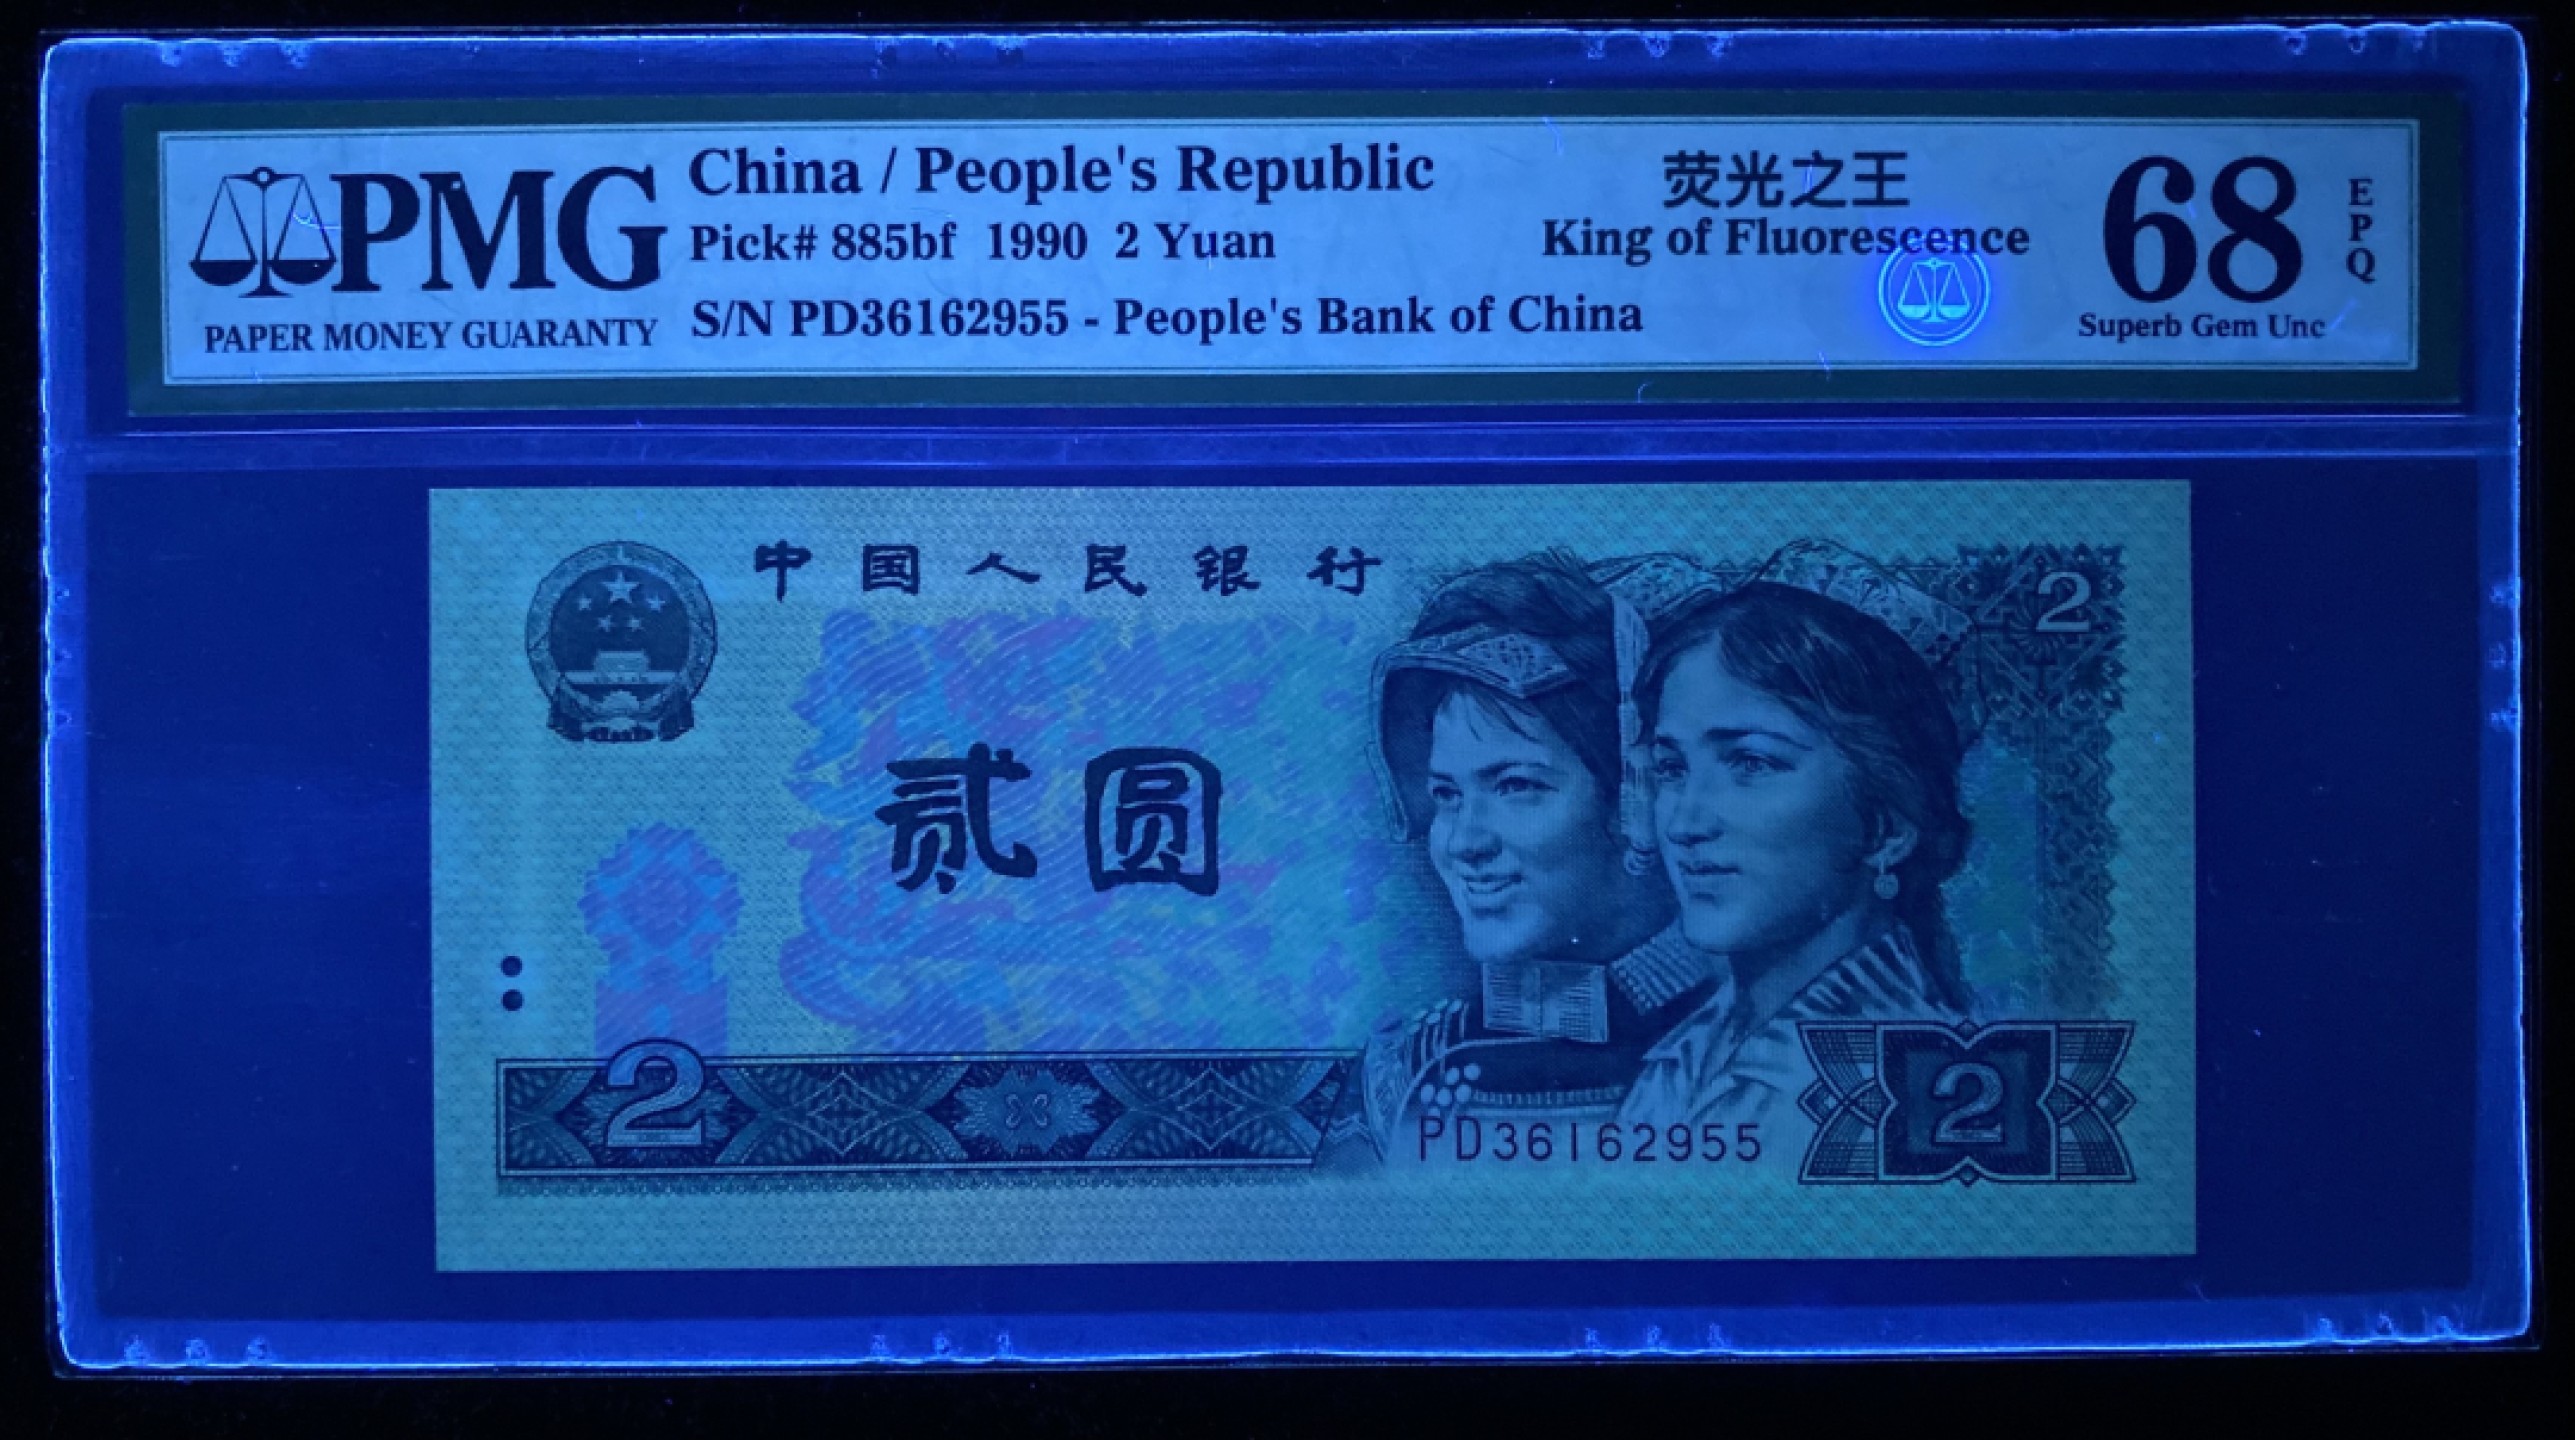 PMG
PAPER MONEY GUARANTY
China / People's Republic
Pick# 885bf 1990 2 Yuan
S/N PD36162955 - People's Bank of China
荧光之王
King of Fluorescence
68
EPQ
Superb Gem Unc
中国人民银行
2
贰圆
2
PD36162955
2